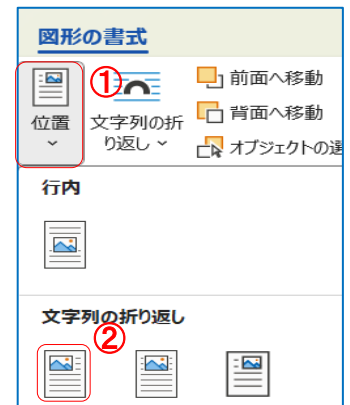 図形の書式
①
位置
文字列の折
り返し
前面へ移動
背面へ移動
オブジェクトの選
行内
文字列の折り返し
②